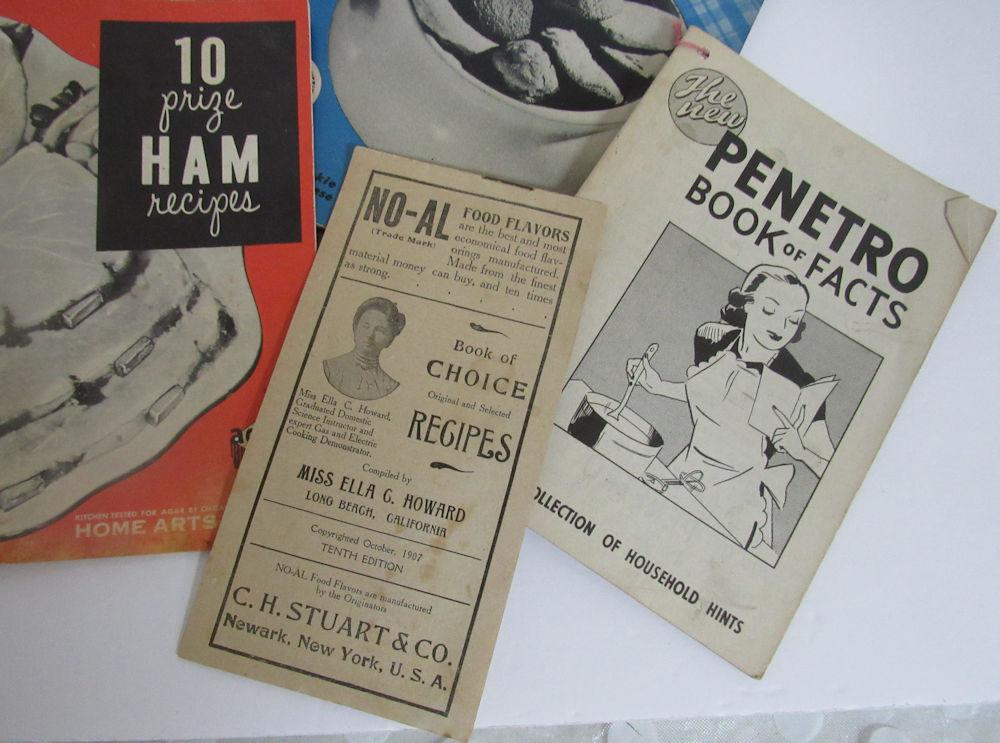 10
prize
HAM
recipes
KITCHEN TESTED FOR AGAR BY
HOME ARTS
NO-AL
(Trade Mark)
FOOD FLAVORS
are the best and most
economical food flav-
orings manufactured.
Made from the finest
material money can buy, and ten times
as strong.
Book of
CHOICE
Original and Selected
RECIPES
Miss Ella C. Howard,
Graduated Domestic
Science Instructor and
expert Gas and Electric
Cooking Demonstrator.
Compiled by
MISS ELLA C. HOWARD
LONG BEACH, CALIFORNIA
Copyrighted October, 1907
TENTH EDITION
NO-AL Food Flavors are manufactured
by the Originators
C. H. STUART & CO.
Newark, New York, U. S. A.
The
new
PENETRO
BOOK OF FACTS
OLLECTION OF HOUSEHOLD HINTS